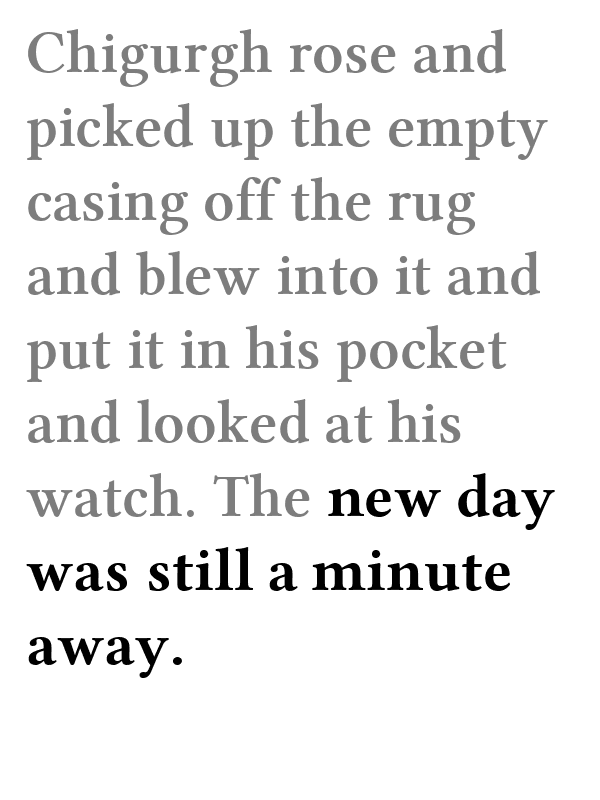 Chigurgh rose and
picked up the empty
casing off the rug
and blew into it and
put it in his pocket
and looked at his
watch. The new day
was still a minute
away.